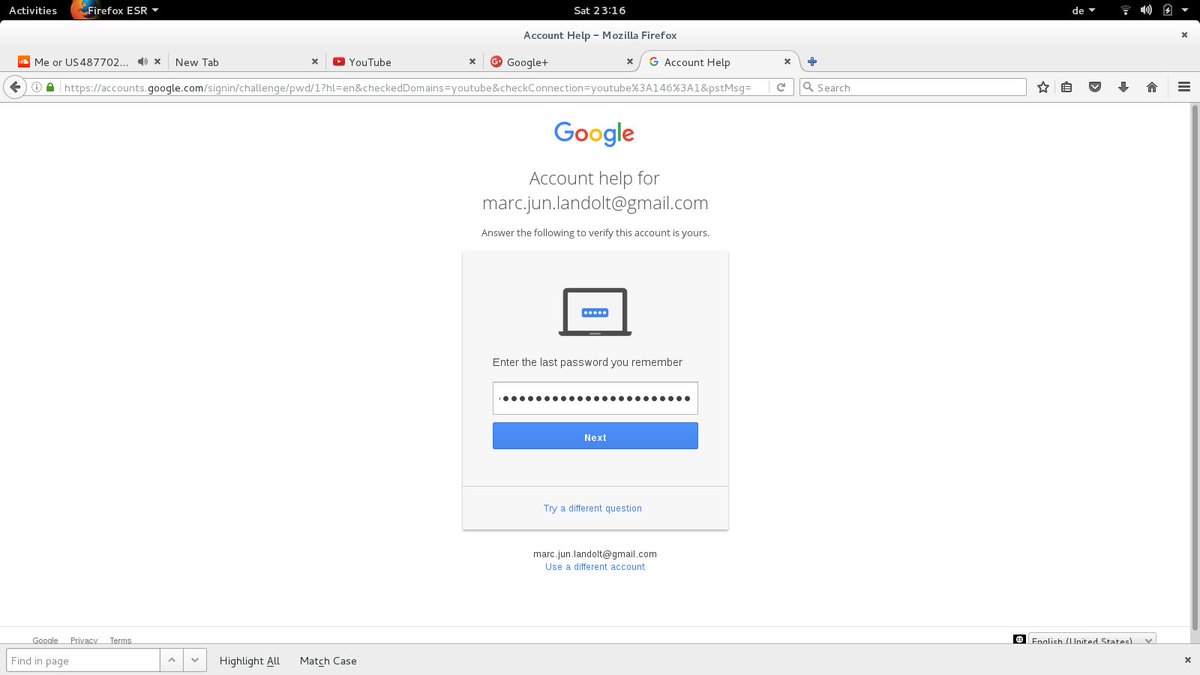 Activities Firefox ESR Sat 23:16 de
Account Help – Mozilla Firefox
Me or US487702... New Tab YouTube Google+ Account Help
https://accounts.google.com/signin/challenge/pwd/1?hl=en&checkedDomains=youtube&checkConnection=youtube%3A146%3A1&pstMsg= Search
Google
Account help for
marc.jun.landolt@gmail.com
Answer the following to verify this account is yours.
Enter the last password you remember
Next
Try a different question
marc.jun.landolt@gmail.com
Use a different account
Google Privacy Terms English (United States)
Find in page Highlight All Match Case